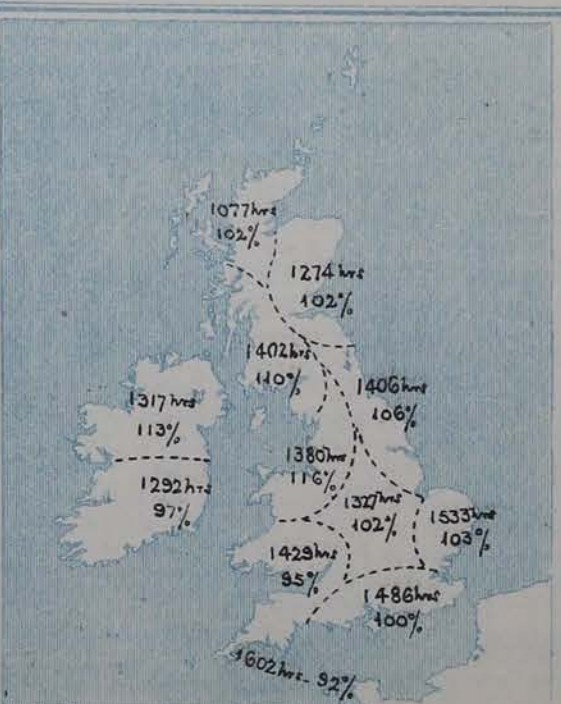 1077 hrs
102%
1274 hrs
102%
1402 hrs
110%
1406 hrs
106%
1317 hrs
113%
1380 hrs
116%
1292 hrs
97%
1327 hrs
102%
1533 hrs
103%
1429 hrs
95%
1486 hrs
100%
1602 hrs - 92%